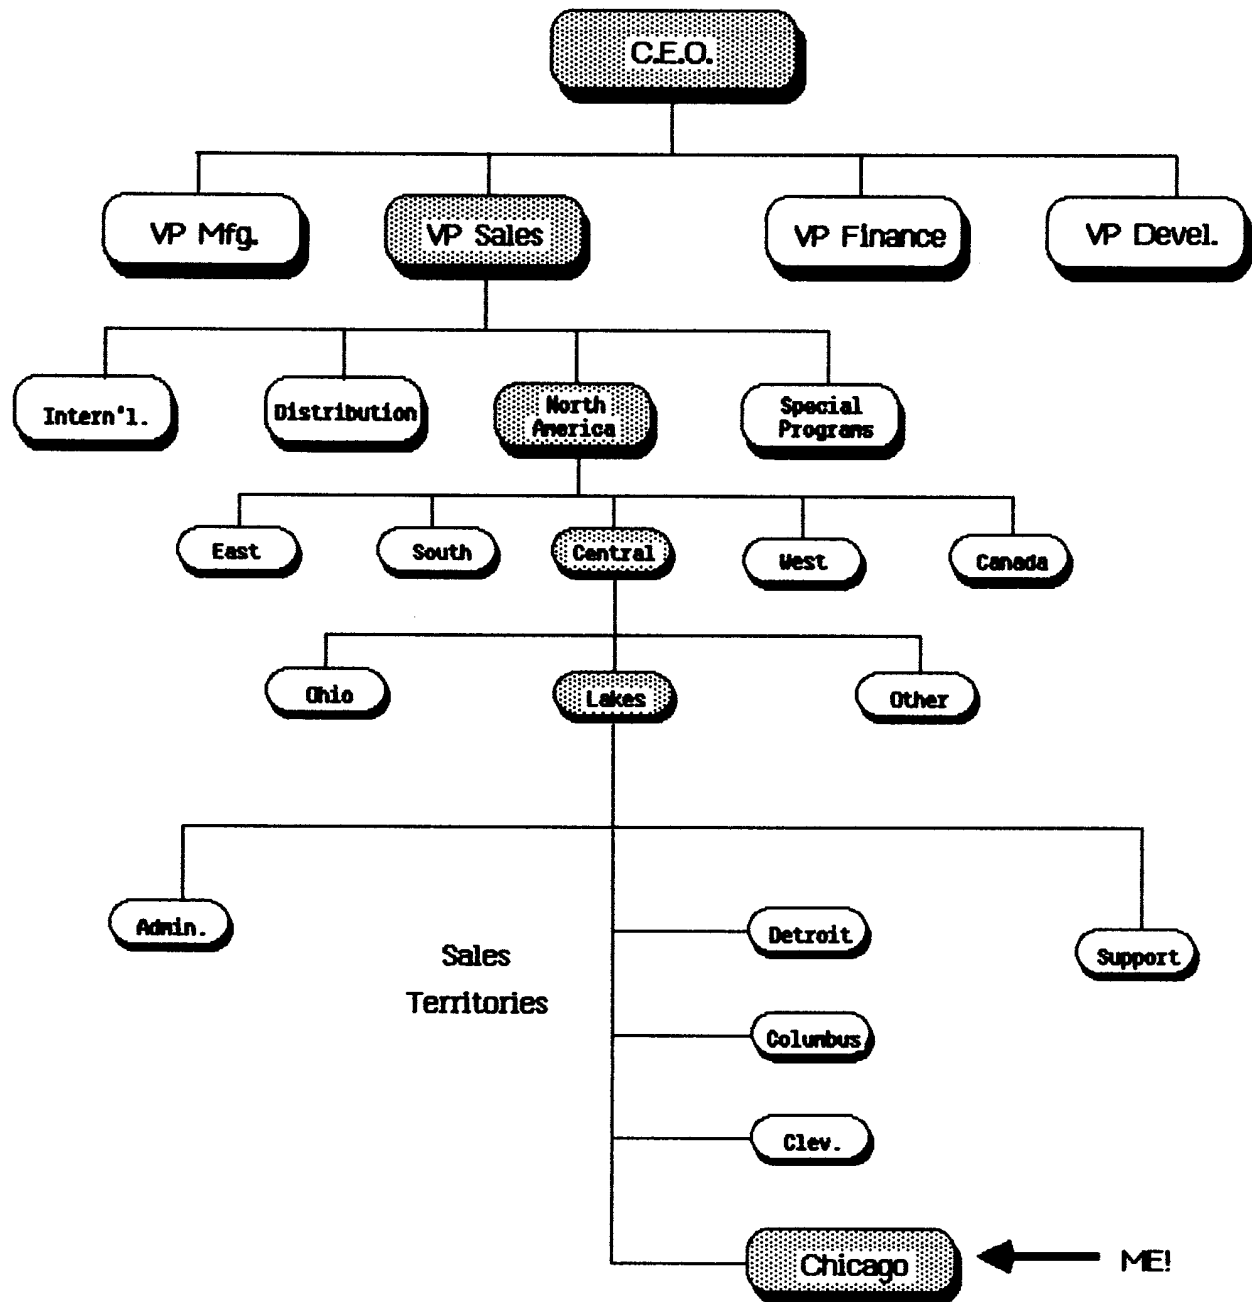 C.E.O.
VP Mfg.
VP Sales
VP Finance
VP Devel.
Intern'l.
Distribution
North
America
Special
Programs
East
South
Central
West
Canada
Ohio
Lakes
Other
Admin.
Sales
Territories
Detroit
Support
Columbus
Clev.
Chicago
ME!